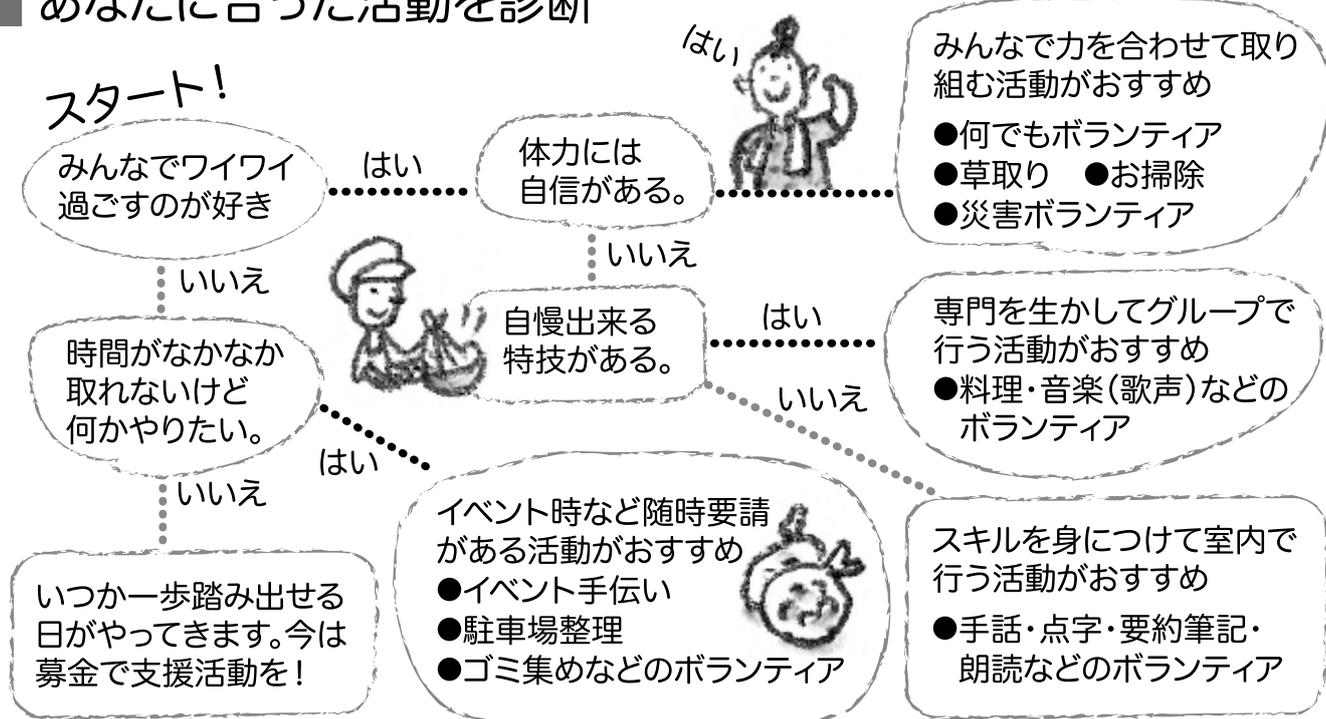 あなたに合った活動を診断
スタート!
みんなでワイワイ
過ごすのが好き
はい
体力には
自信がある。
はい
みんなで力を合わせて取り
組む活動がおすすめ
●何でもボランティア
●草取り ●お掃除
●災害ボランティア
いいえ
いいえ
時間がなかなか
取れないけど
何かやりたい。
自慢出来る
特技がある。
はい
専門を生かしてグループで
行う活動がおすすめ
●料理・音楽(歌声)などの
ボランティア
いいえ
はい
いいえ
いつか一歩踏み出せる
日がやってきます。今は
募金で支援活動を!
イベント時など随時要請
がある活動がおすすめ
●イベント手伝い
●駐車場整理
●ゴミ集めなどのボランティア
スキルを身につけて室内で
行う活動がおすすめ
●手話・点字・要約筆記・
朗読などのボランティア